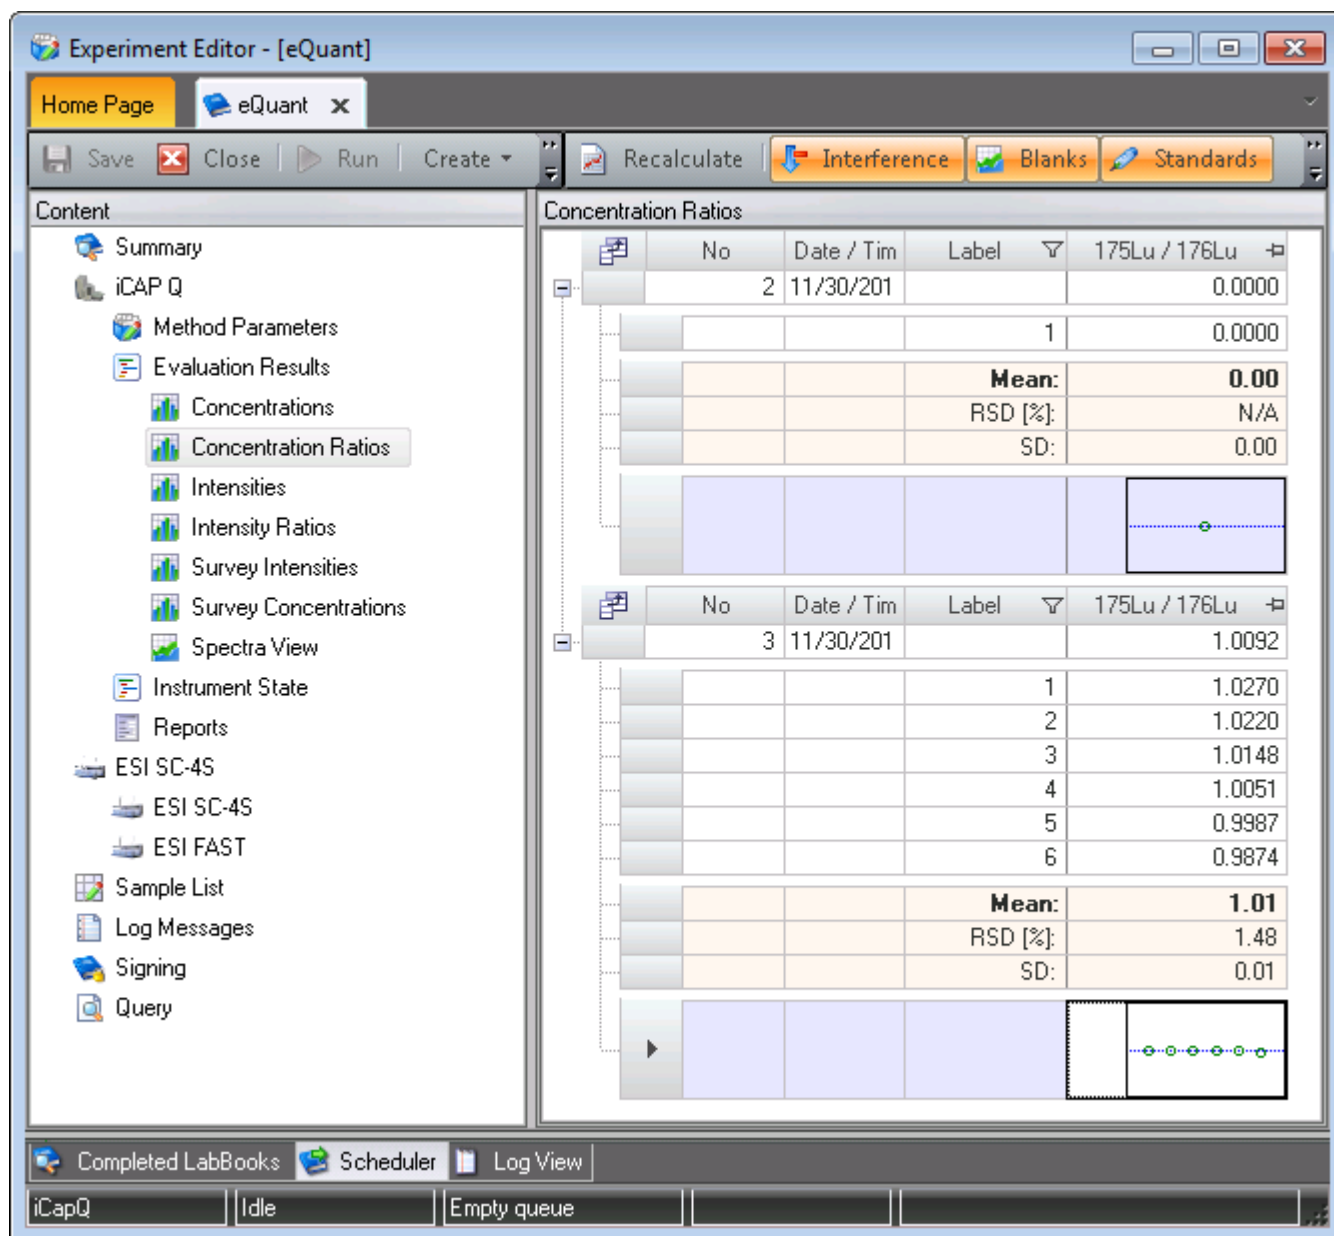 Experiment Editor - [eQuant]
Home Page eQuant
Save Close Run Create Recalculate Interference Blanks Standards
Content
Summary
iCAP Q
Method Parameters
Evaluation Results
Concentrations
Concentration Ratios
Intensities
Intensity Ratios
Survey Intensities
Survey Concentrations
Spectra View
Instrument State
Reports
ESI SC-4S
ESI SC-4S
ESI FAST
Sample List
Log Messages
Signing
Query
Concentration Ratios
No Date / Tim Label 175Lu / 176Lu
2 11/30/201 0.0000
1 0.0000
Mean: 0.00
RSD [%]: N/A
SD: 0.00
No Date / Tim Label 175Lu / 176Lu
3 11/30/201 1.0092
1 1.0270
2 1.0220
3 1.0148
4 1.0051
5 0.9987
6 0.9874
Mean: 1.01
RSD [%]: 1.48
SD: 0.01
Completed LabBooks Scheduler Log View
iCapQ Idle Empty queue